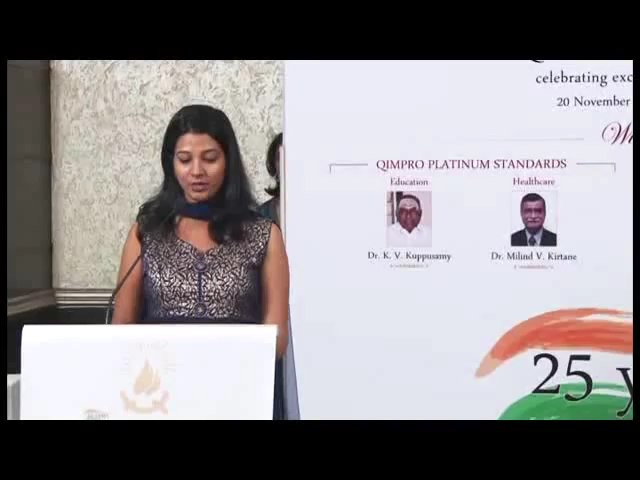 celebrating exc
20 November
QIMPRO PLATINUM STANDARDS
Education
Healthcare
Dr. K. V. Kuppusamy
Dr. Milind V. Kirtane
25 y